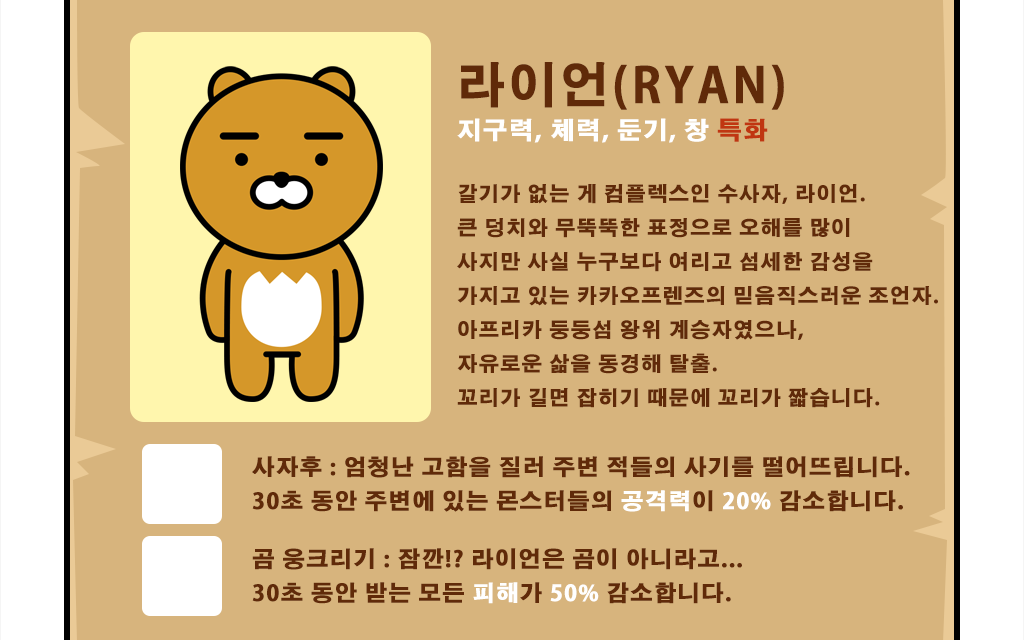 라이언(RYAN)
지구력, 체력, 둔기, 창 특화
갈기가 없는 게 컴플렉스인 수사자, 라이언.
큰 덩치와 무뚝뚝한 표정으로 오해를 많이
사지만 사실 누구보다 여리고 섬세한 감성을
가지고 있는 카카오프렌즈의 믿음직스러운 조언자.
아프리카 둥둥섬 왕위 계승자였으나,
자유로운 삶을 동경해 탈출.
꼬리가 길면 잡히기 때문에 꼬리가 짧습니다.
사자후 : 엄청난 고함을 질러 주변 적들의 사기를 떨어뜨립니다.
30초 동안 주변에 있는 몬스터들의 공격력이 20% 감소합니다.
곰 웅크리기 : 잠깐!? 라이언은 곰이 아니라고...
30초 동안 받는 모든 피해가 50% 감소합니다.